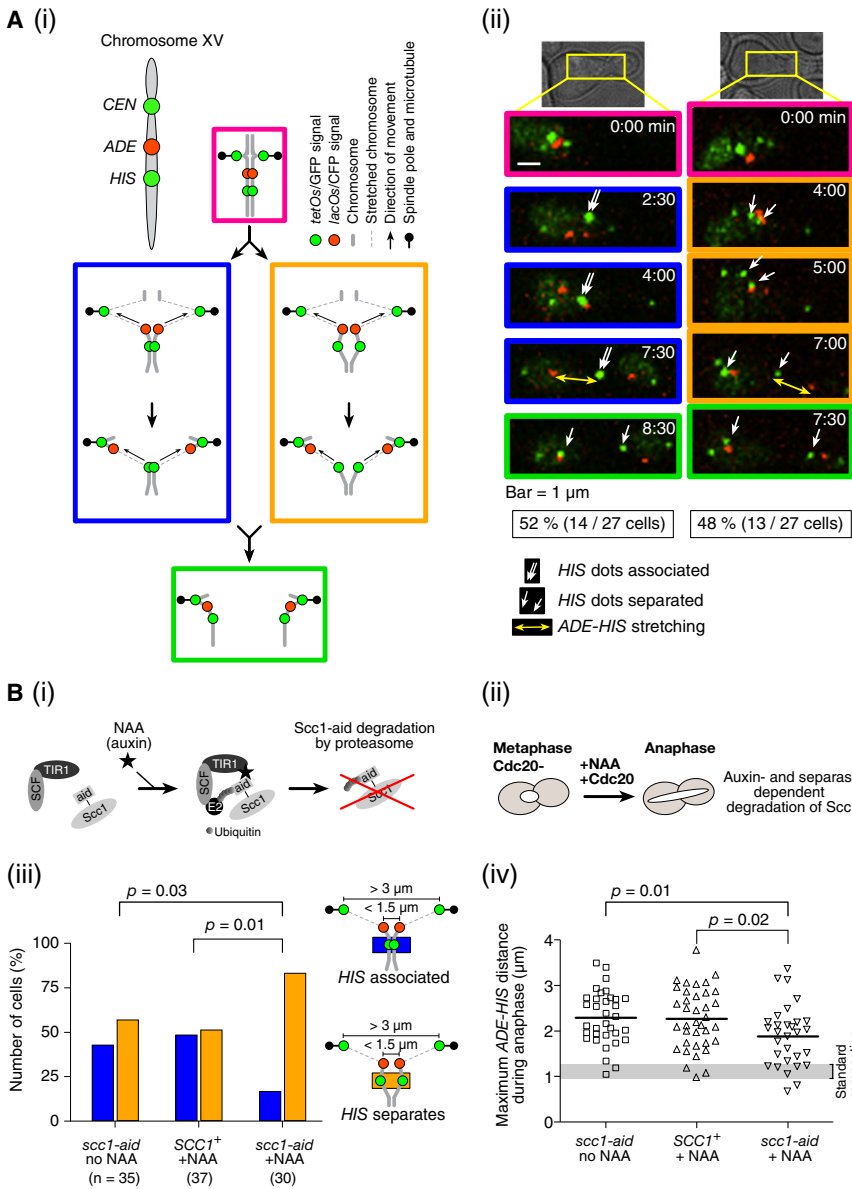 A (i)
Chromosome XV
CEN
ADE
HIS
tetOs/GFP signal
lacOs/CFP signal
Chromosome
Stretched chromosome
Direction of movement
Spindle pole and microtubule
(ii)
0:00 min
2:30
4:00
7:30
8:30
0:00 min
4:00
5:00
7:00
7:30
Bar = 1 µm
52 % (14 / 27 cells)
48 % (13 / 27 cells)
HIS dots associated
HIS dots separated
ADE-HIS stretching
B (i)
SCF
TIR1
aid
Scc1
NAA
(auxin)
SCF
TIR1
aid
E2
Scc1
Ubiquitin
Scc1-aid degradation
by proteasome
aid
Scc1
(ii)
Metaphase
Cdc20-
+NAA
+Cdc20
Anaphase
Auxin- and separas
dependent
degradation of Scc
(iii)
p = 0.03
p = 0.01
Number of cells (%)
100
75
50
25
0
scc1-aid
no NAA
(n = 35)
SCC1+
+NAA
(37)
scc1-aid
+NAA
(30)
> 3 µm
< 1.5 µm
HIS associated
> 3 µm
< 1.5 µm
HIS separates
(iv)
p = 0.01
p = 0.02
Maximum ADE-HIS distance
during anaphase (µm)
4
3
2
1
0
Standard
scc1-aid
no NAA
SCC1+
+ NAA
scc1-aid
+ NAA